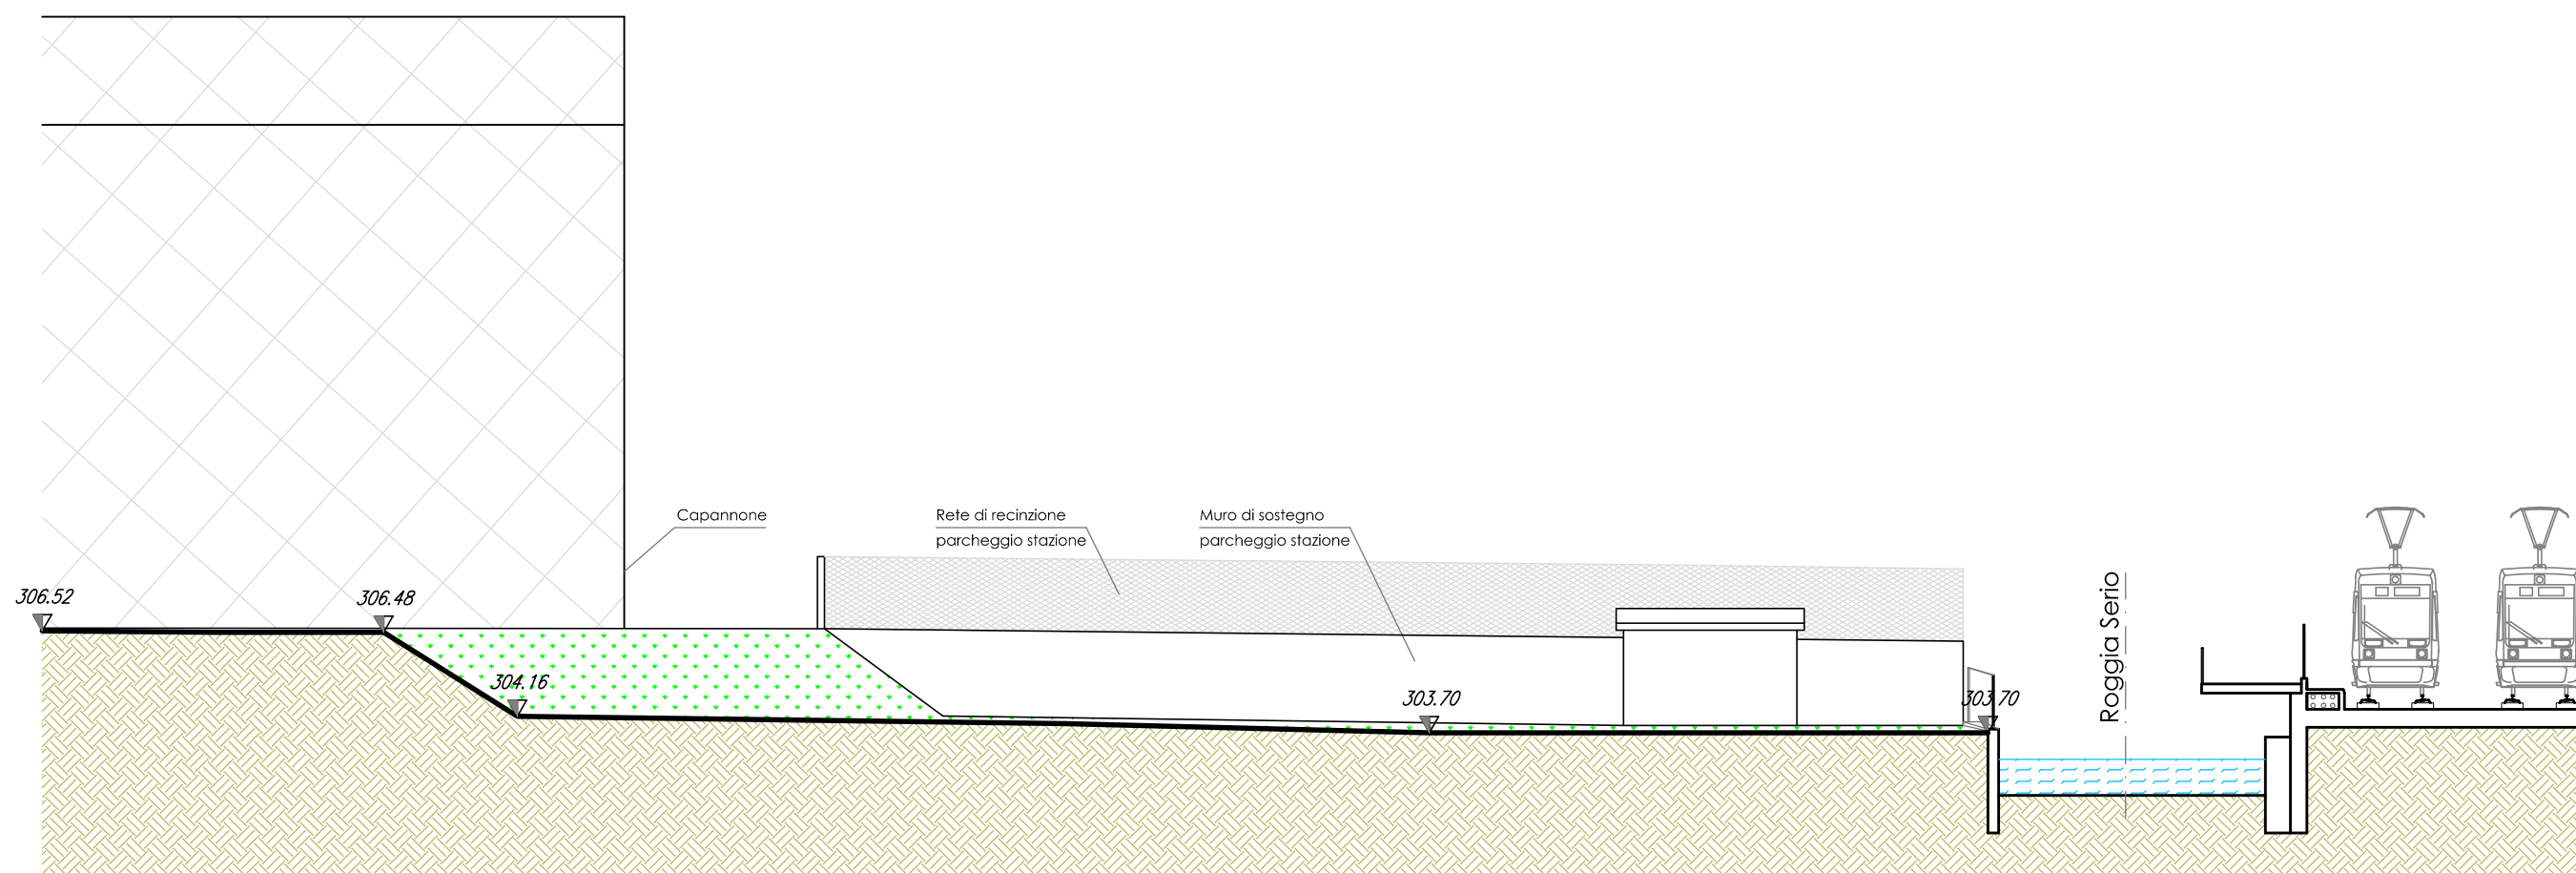 Capannone
Rete di recinzione
parcheggio stazione
Muro di sostegno
parcheggio stazione
306.52
306.48
304.16
303.70
303.70
Roggia Serio